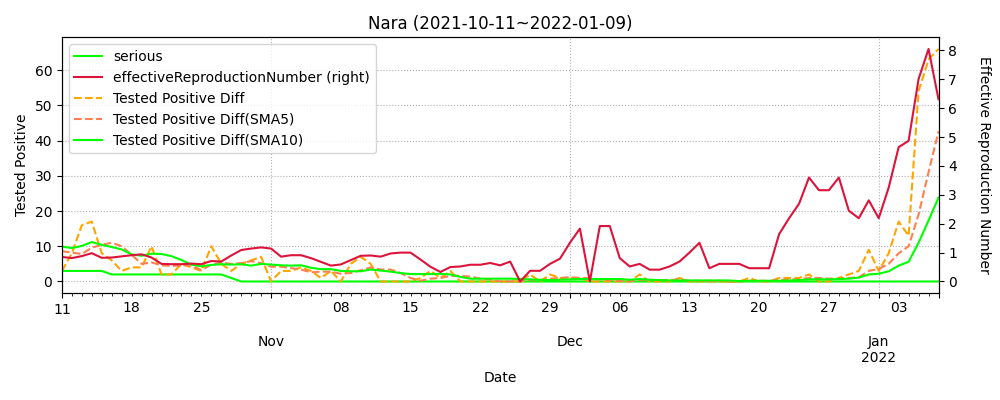 Nara (2021-10-11~2022-01-09)
serious
effectiveReproductionNumber (right)
Tested Positive Diff
Tested Positive Diff(SMA5)
Tested Positive Diff(SMA10)
Tested Positive
60
50
40
30
20
10
0
8
7
6
5
4
3
2
1
0
Effective Reproduction Number
11 18 25 08 15 22 29 06 13 20 27 03
Nov Dec Jan
2022
Date